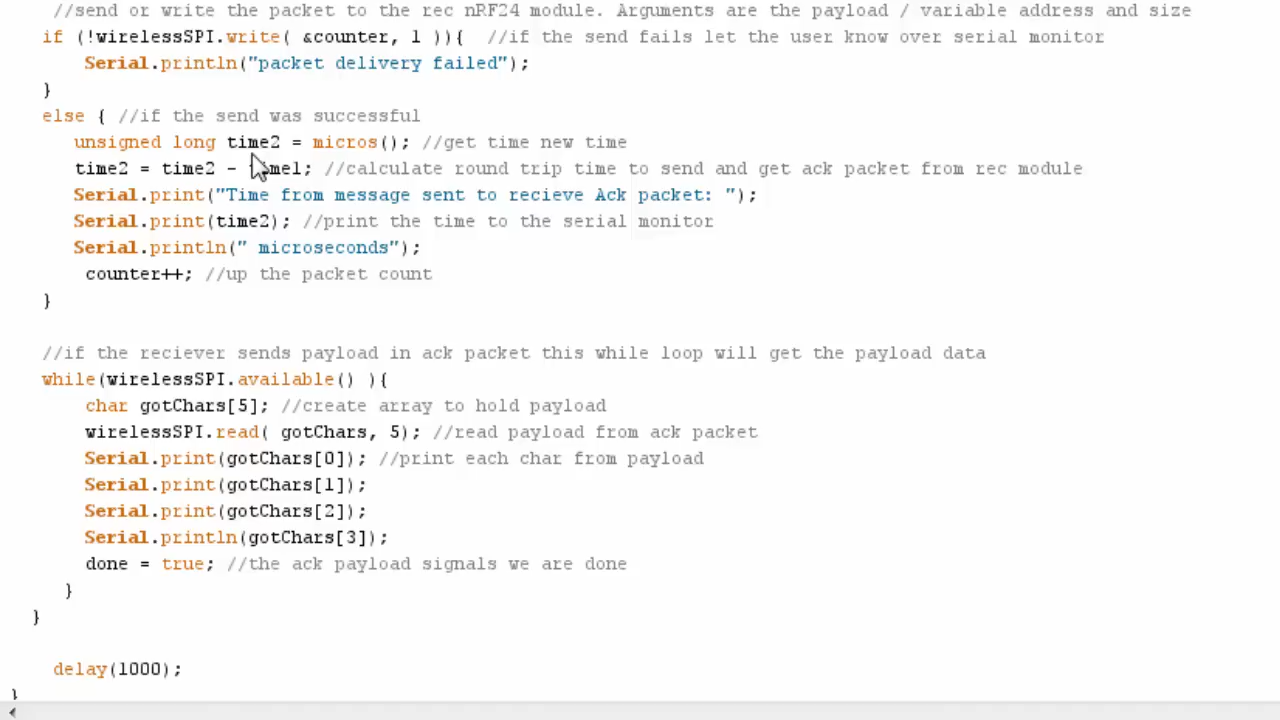 //send or write the packet to the rec nRF24 module. Arguments are the payload / variable address and size
if (!wirelessSPI.write( &counter, 1 )){  //if the send fails let the user know over serial monitor
Serial.println("packet delivery failed");
}
else { //if the send was successful
unsigned long time2 = micros(); //get time new time
time2 = time2 - time1; //calculate round trip time to send and get ack packet from rec module
Serial.print("Time from message sent to recieve Ack packet: ");
Serial.print(time2); //print the time to the serial monitor
Serial.println(" microseconds");
counter++; //up the packet count
}
//if the reciever sends payload in ack packet this while loop will get the payload data
while(wirelessSPI.available() ){
char gotChars[5]; //create array to hold payload
wirelessSPI.read( gotChars, 5); //read payload from ack packet
Serial.print(gotChars[0]); //print each char from payload
Serial.print(gotChars[1]);
Serial.print(gotChars[2]);
Serial.println(gotChars[3]);
done = true; //the ack payload signals we are done
}
}
delay(1000);
}